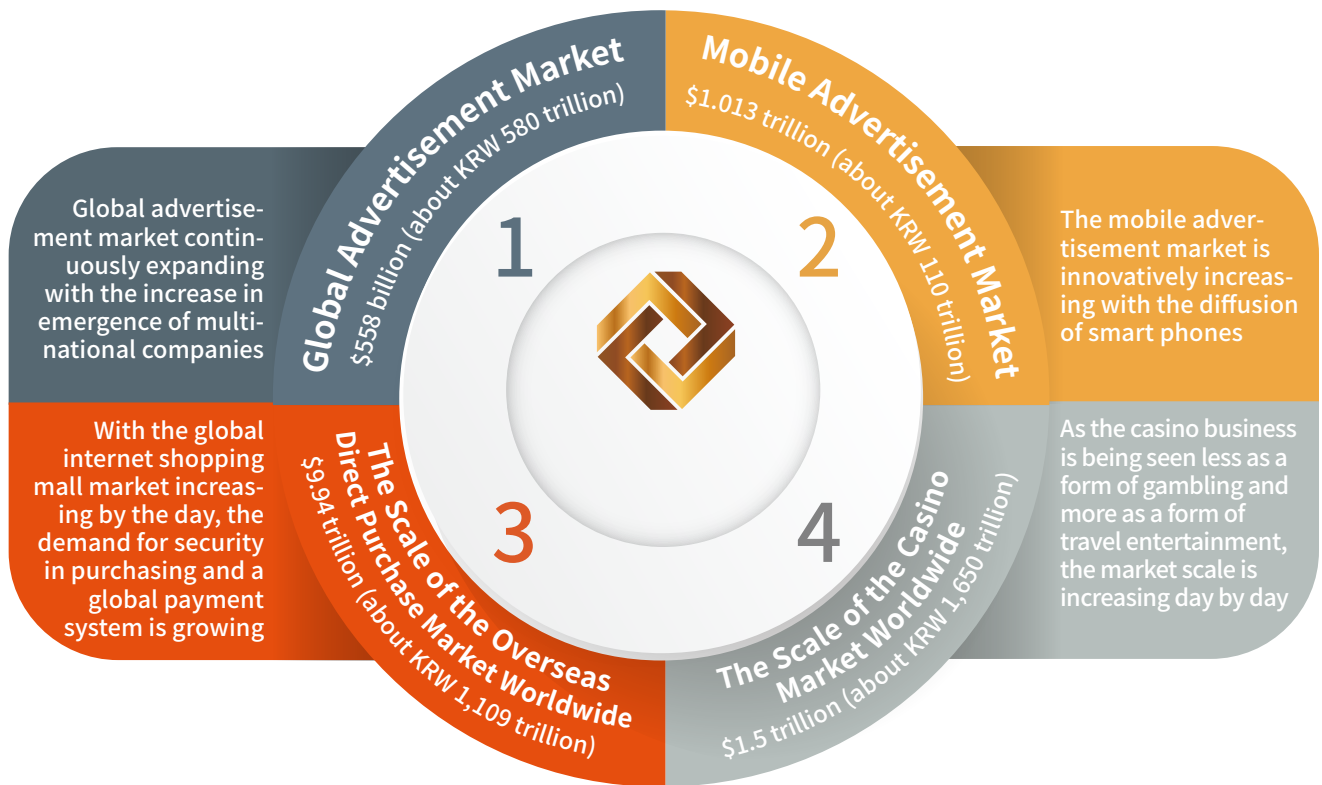 Global Advertisement Market
$558 billion (about KRW 580 trillion)
1
Global advertise-
ment market contin-
uously expanding
with the increase in
emergence of multi-
national companies
Mobile Advertisement Market
$1.013 trillion (about KRW 110 trillion)
2
The mobile adver-
tisement market is
innovatively increas-
ing with the diffusion
of smart phones
The Scale of the Overseas
Direct Purchase Market Worldwide
$9.94 trillion (about KRW 1,109 trillion)
3
With the global
internet shopping
mall market increas-
ing by the day, the
demand for security
in purchasing and a
global payment
system is growing
The Scale of the Casino
Market Worldwide
$1.5 trillion (about KRW 1,650 trillion)
4
As the casino business
is being seen less as a
form of gambling and
more as a form of
travel entertainment,
the market scale is
increasing day by day